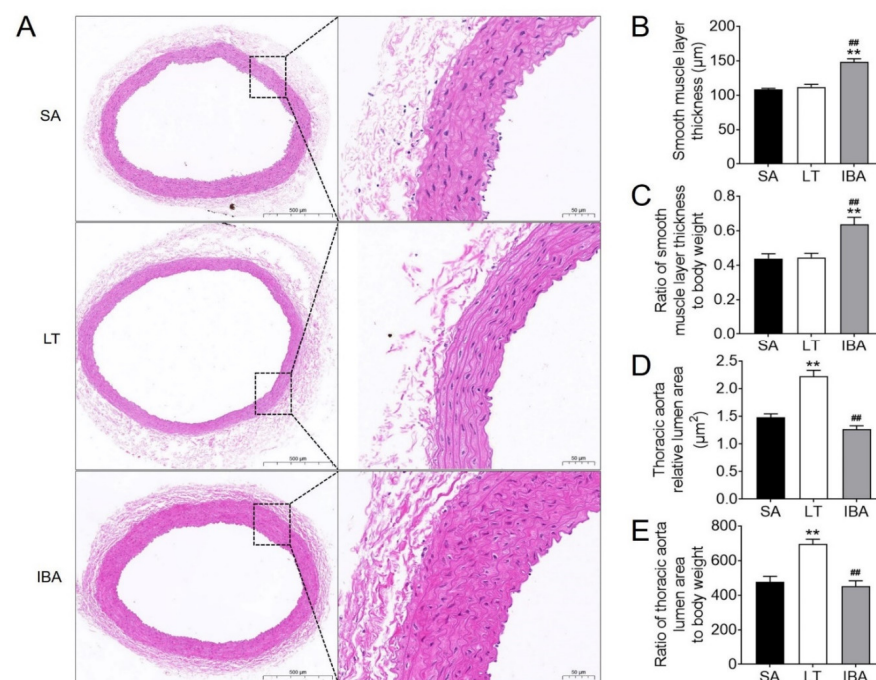 A
SA
500 µm
50 µm
LT
500 µm
50 µm
IBA
500 µm
50 µm
B
Smooth muscle layer
thickness (µm)
200
150
100
50
0
##
**
SA LT IBA
C
Ratio of smooth
muscle layer thickness
to body weight
0.8
0.6
0.4
0.2
0.0
##
**
SA LT IBA
D
Thoracic aorta
relative lumen area
(µm²)
2.5
2.0
1.5
1.0
0.5
0.0
**
##
SA LT IBA
E
Ratio of thoracic aorta
lumen area
to body weight
800
600
400
200
0
**
##
SA LT IBA